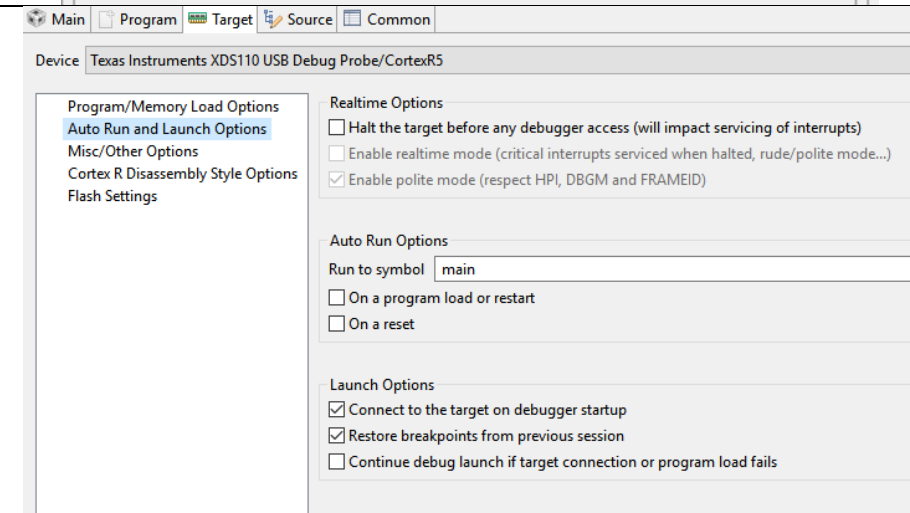 Main Program Target Source Common
Device Texas Instruments XDS110 USB Debug Probe/CortexR5
Program/Memory Load Options
Auto Run and Launch Options
Misc/Other Options
Cortex R Disassembly Style Options
Flash Settings
Realtime Options
Halt the target before any debugger access (will impact servicing of interrupts)
Enable realtime mode (critical interrupts serviced when halted, rude/polite mode...)
Enable polite mode (respect HPI, DBGM and FRAMEID)
Auto Run Options
Run to symbol main
On a program load or restart
On a reset
Launch Options
Connect to the target on debugger startup
Restore breakpoints from previous session
Continue debug launch if target connection or program load fails